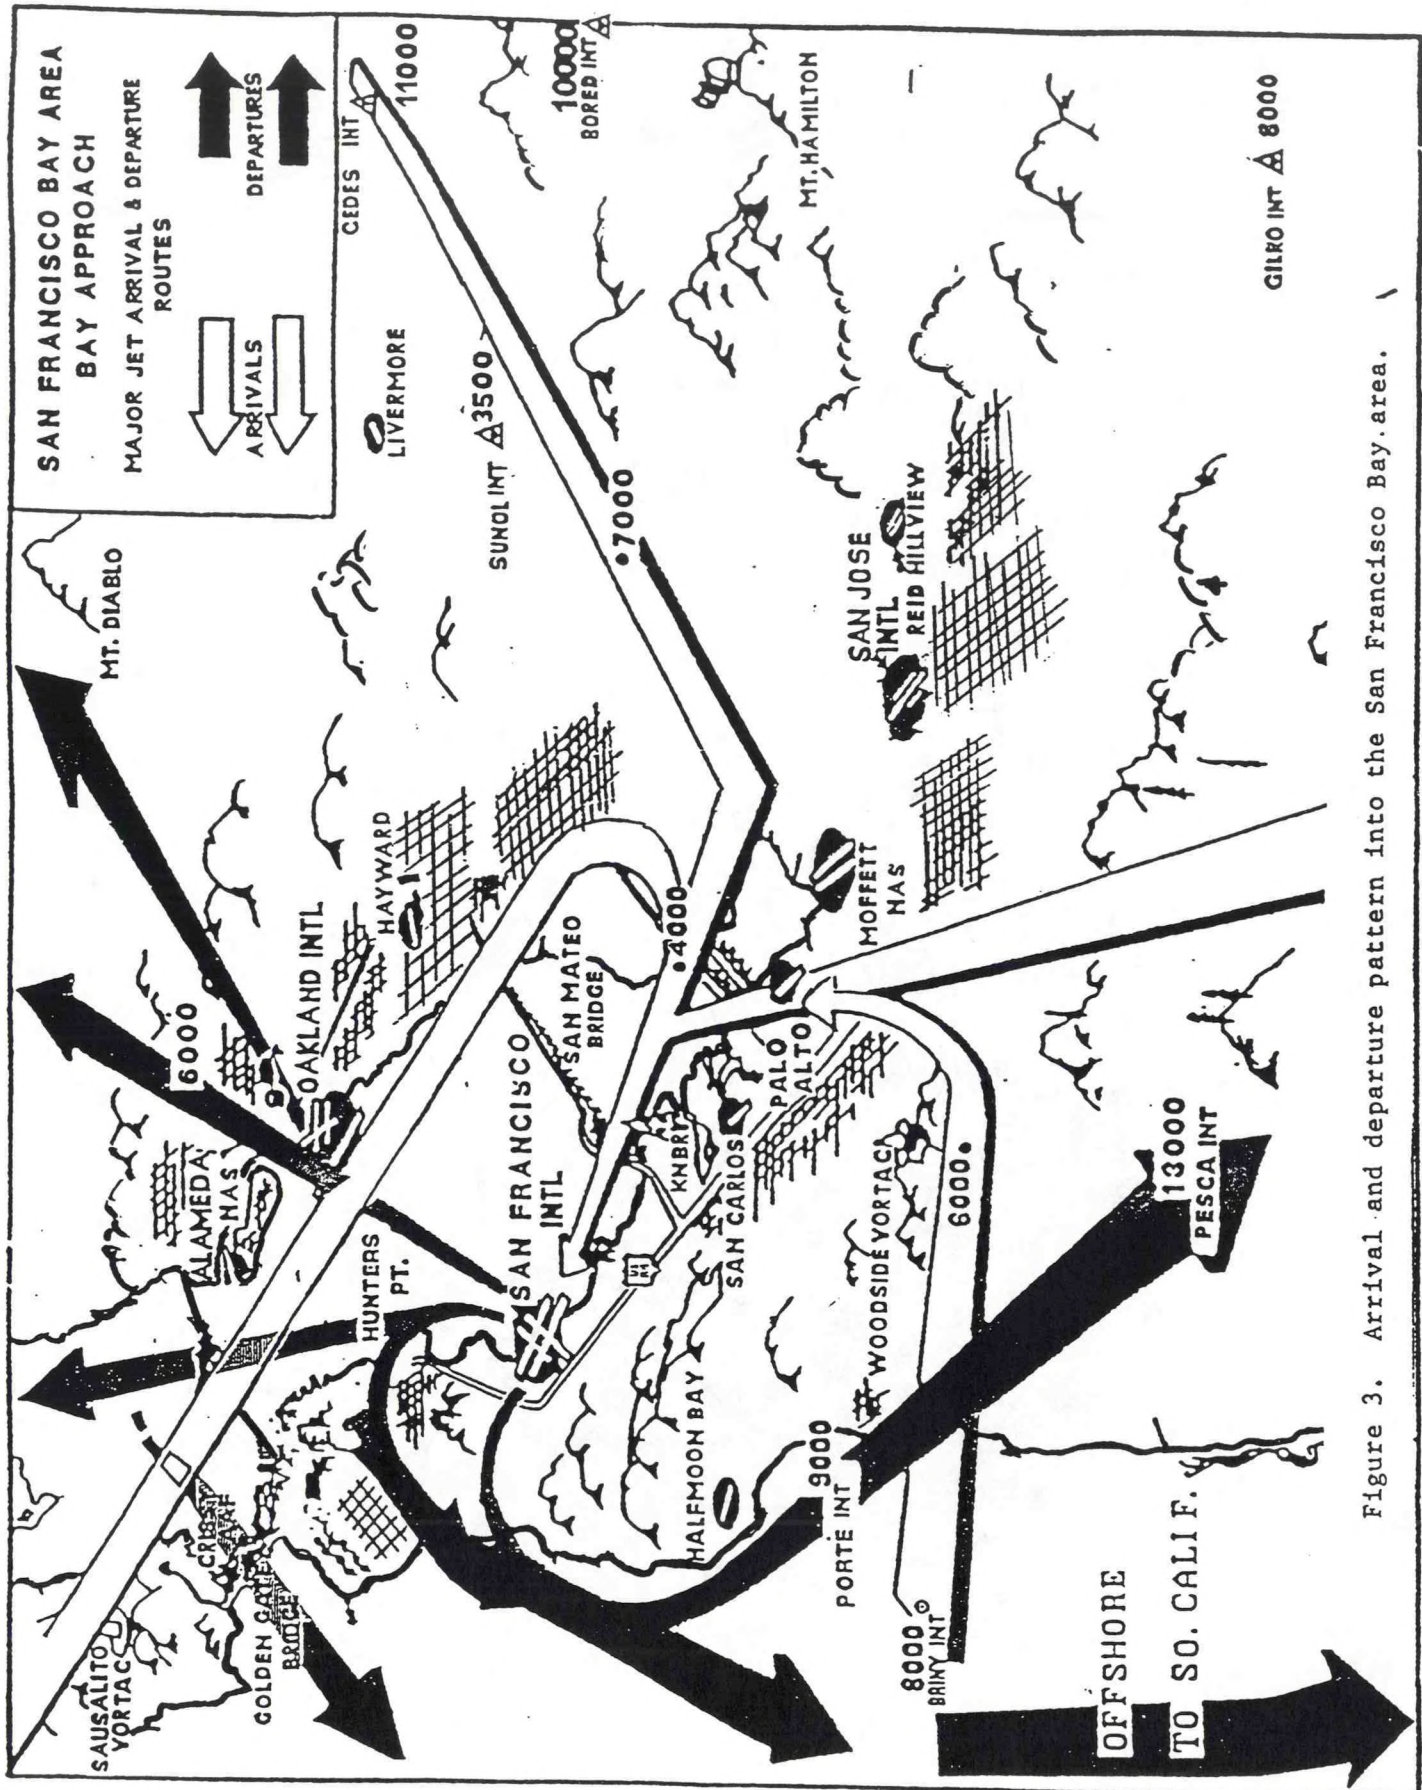 SAN FRANCISCO BAY AREA
BAY APPROACH
MAJOR JET ARRIVAL & DEPARTURE
ROUTES
ARRIVALS
DEPARTURES
MT. DIABLO
CEDES INT
11000
10000
BORED INT
LIVERMORE
SUNOL INT 3500
7000
MT. HAMILTON
GILRO INT 8000
SAN JOSE
INTL
REID HILLVIEW
6000
OAKLAND INTL
HAYWARD
ALAMEDA
NAS
HUNTERS
PT.
SAN FRANCISCO
INTL
SAN MATEO
BRIDGE
4000
MOFFETT
NAS
PALO
ALTO
SAN CARLOS
WOODSIDE VORTAC
6000
HALFMOON BAY
9000
PORTE INT
13000
PESCA INT
8000
BRINY INT
SAUSALITO
VORTAC
GOLDEN GATE
BRIDGE
OFFSHORE
TO SO. CALIF.
Figure 3. Arrival and departure pattern into the San Francisco Bay.area.